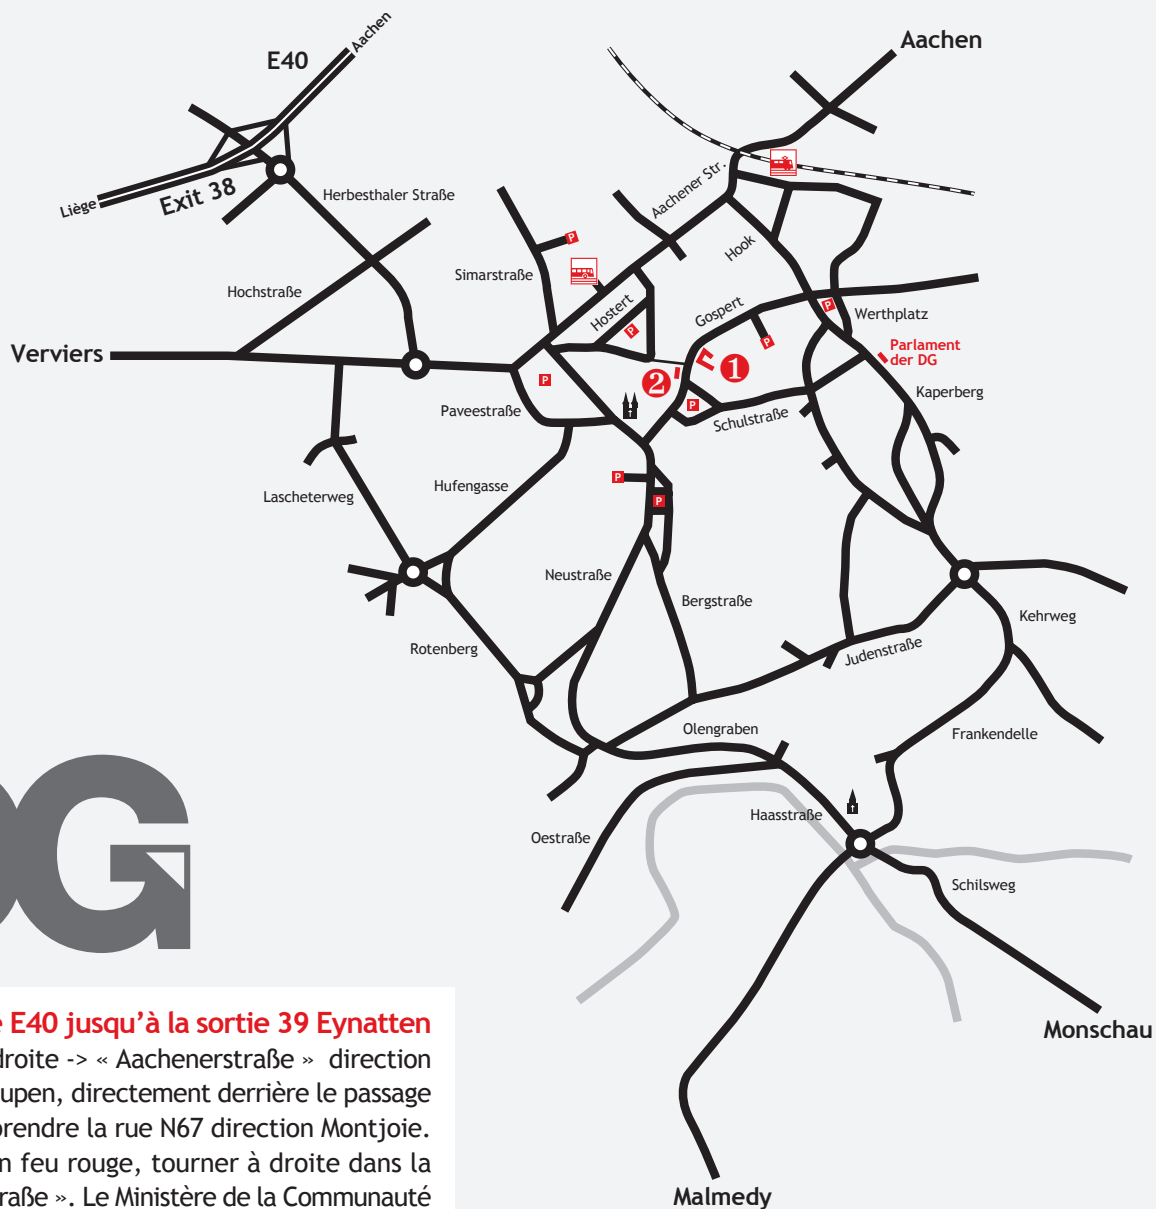 Aachen
Aachen
E40
Exit 38
Liège
Herbesthaler Straße
Aachener Str.
Hook
Simarstraße
Hochstraße
Hostert
Gospert
Werthplatz
P
P
P
P
Parlament
der DG
Verviers
1
2
P
P
Kaperberg
Paveestraße
Schulstraße
P
P
Hufengasse
Lascheterweg
Neustraße
Bergstraße
Kehrweg
Rotenberg
Judenstraße
Olengraben
Frankendelle
Haasstraße
Oestraße
Schilsweg
DG
E40 jusqu’à la sortie 39 Eynatten
droite -> « Aachenerstraße » direction
upen, directement derrière le passage
prendre la rue N67 direction Montjoie.
n feu rouge, tourner à droite dans la
raße ». Le Ministère de la Communauté
Monschau
Malmedy